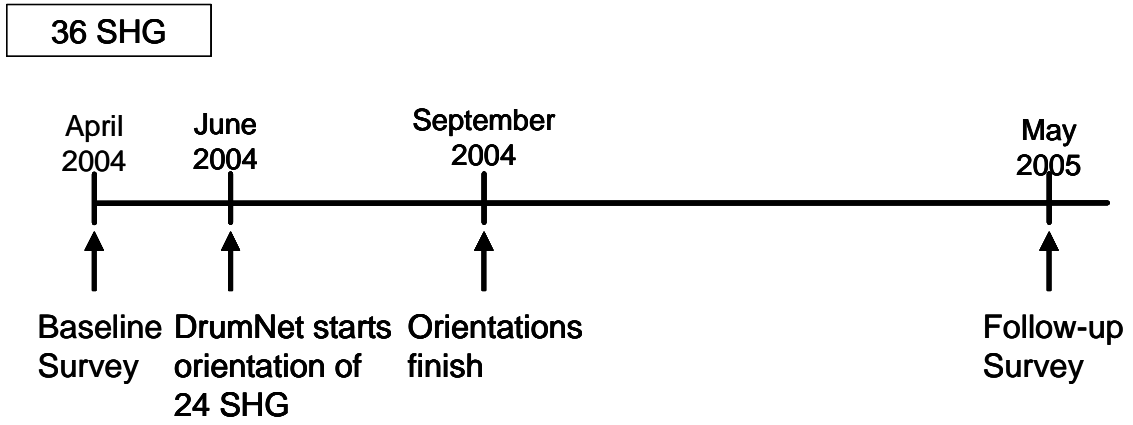 36 SHG
April
2004
June
2004
September
2004
May
2005
Baseline
Survey
DrumNet starts
orientation of
24 SHG
Orientations
finish
Follow-up
Survey